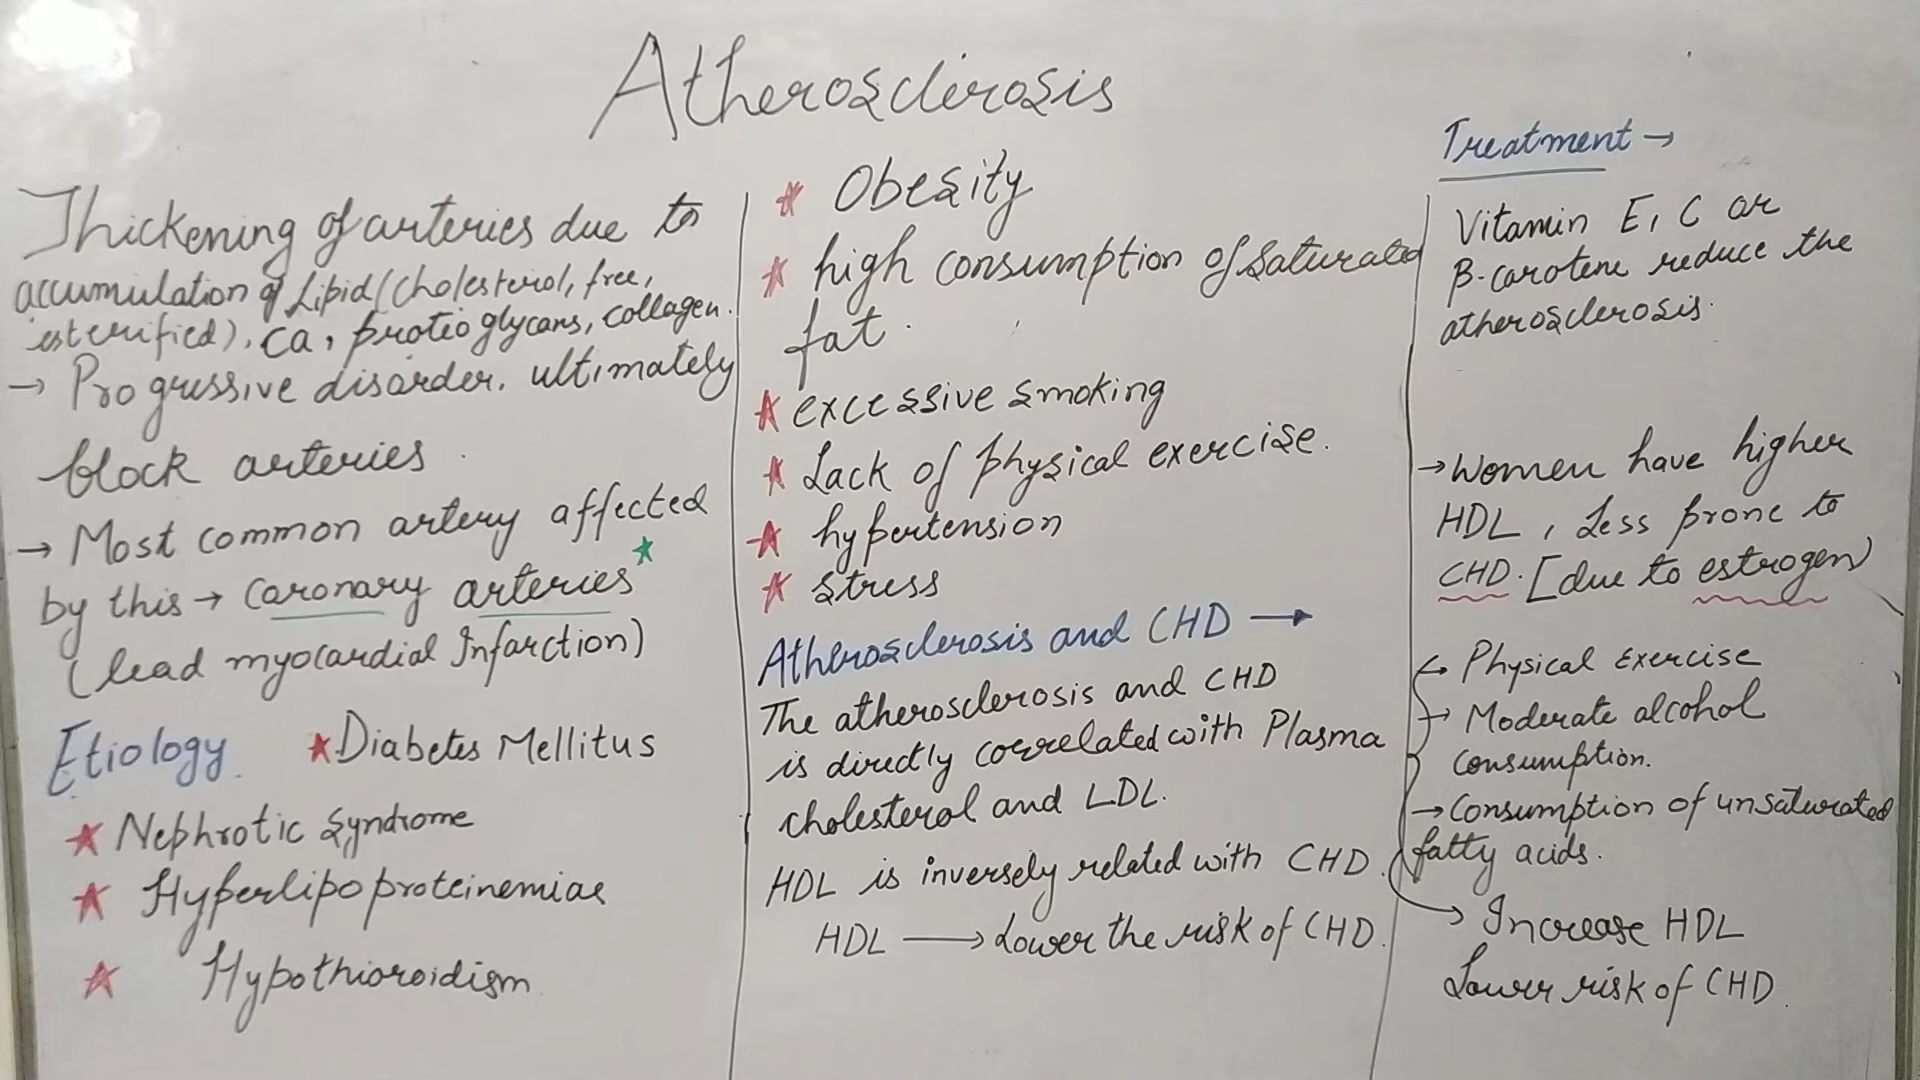 Atherosclerosis
Thickening of arteries due to
accumulation of Lipid (cholesterol, free,
esterified), ca, proteoglycans, collagen.
→ Progressive disorder. ultimately
block arteries.
→ Most common artery affected
by this → Coronary arteries★
(lead myocardial Infarction)
Etiology ★Diabetes Mellitus
★ Nephrotic Syndrome
★ Hyperlipoproteinemias
★ Hypothioroidism
★ Obesity
★ high consumption of Saturated
fat.
★ excessive smoking
★ Lack of physical exercise.
★ hypertension
★ Stress
Atherosclerosis and CHD →
The atherosclerosis and CHD
is directly correlated with Plasma
cholesterol and LDL.
HDL is inversely related with CHD.
HDL → Lower the risk of CHD.
Treatment →
Vitamin E, C or
β-carotene reduce the
atherosclerosis.
→ Women have higher
HDL, Less prone to
CHD. [due to estrogen)
→ Physical Exercise
→ Moderate alcohol
Consumption.
→ Consumption of unsaturated
fatty acids.
→ Increase HDL
Lower risk of CHD.